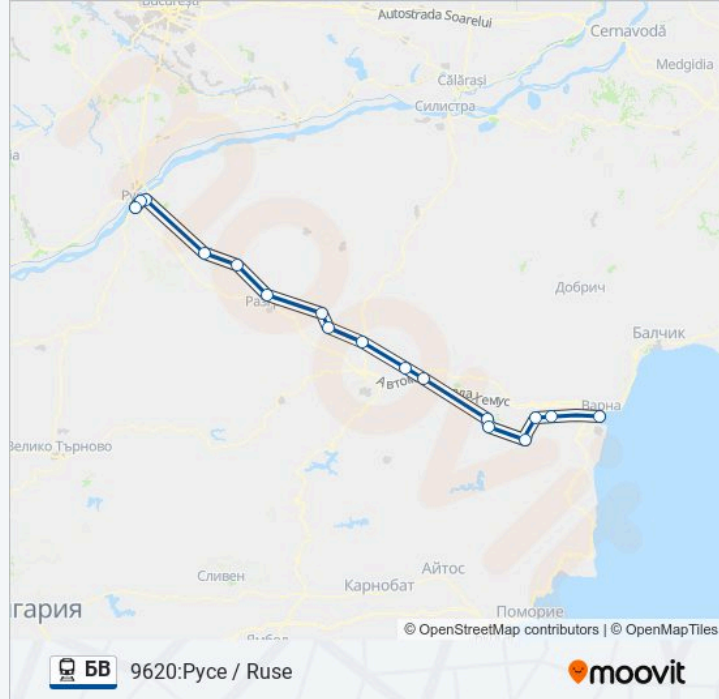 București
Autostrada Soarelui
Cernavodă
Medgidia
Călărași
Силистра
Добрич
Балчик
Варна
Велико Търново
Сливен
Айтос
Карнобат
Поморие
© OpenStreetMap contributors | © OpenMapTiles
БВ 9620:Русе / Ruse moovit